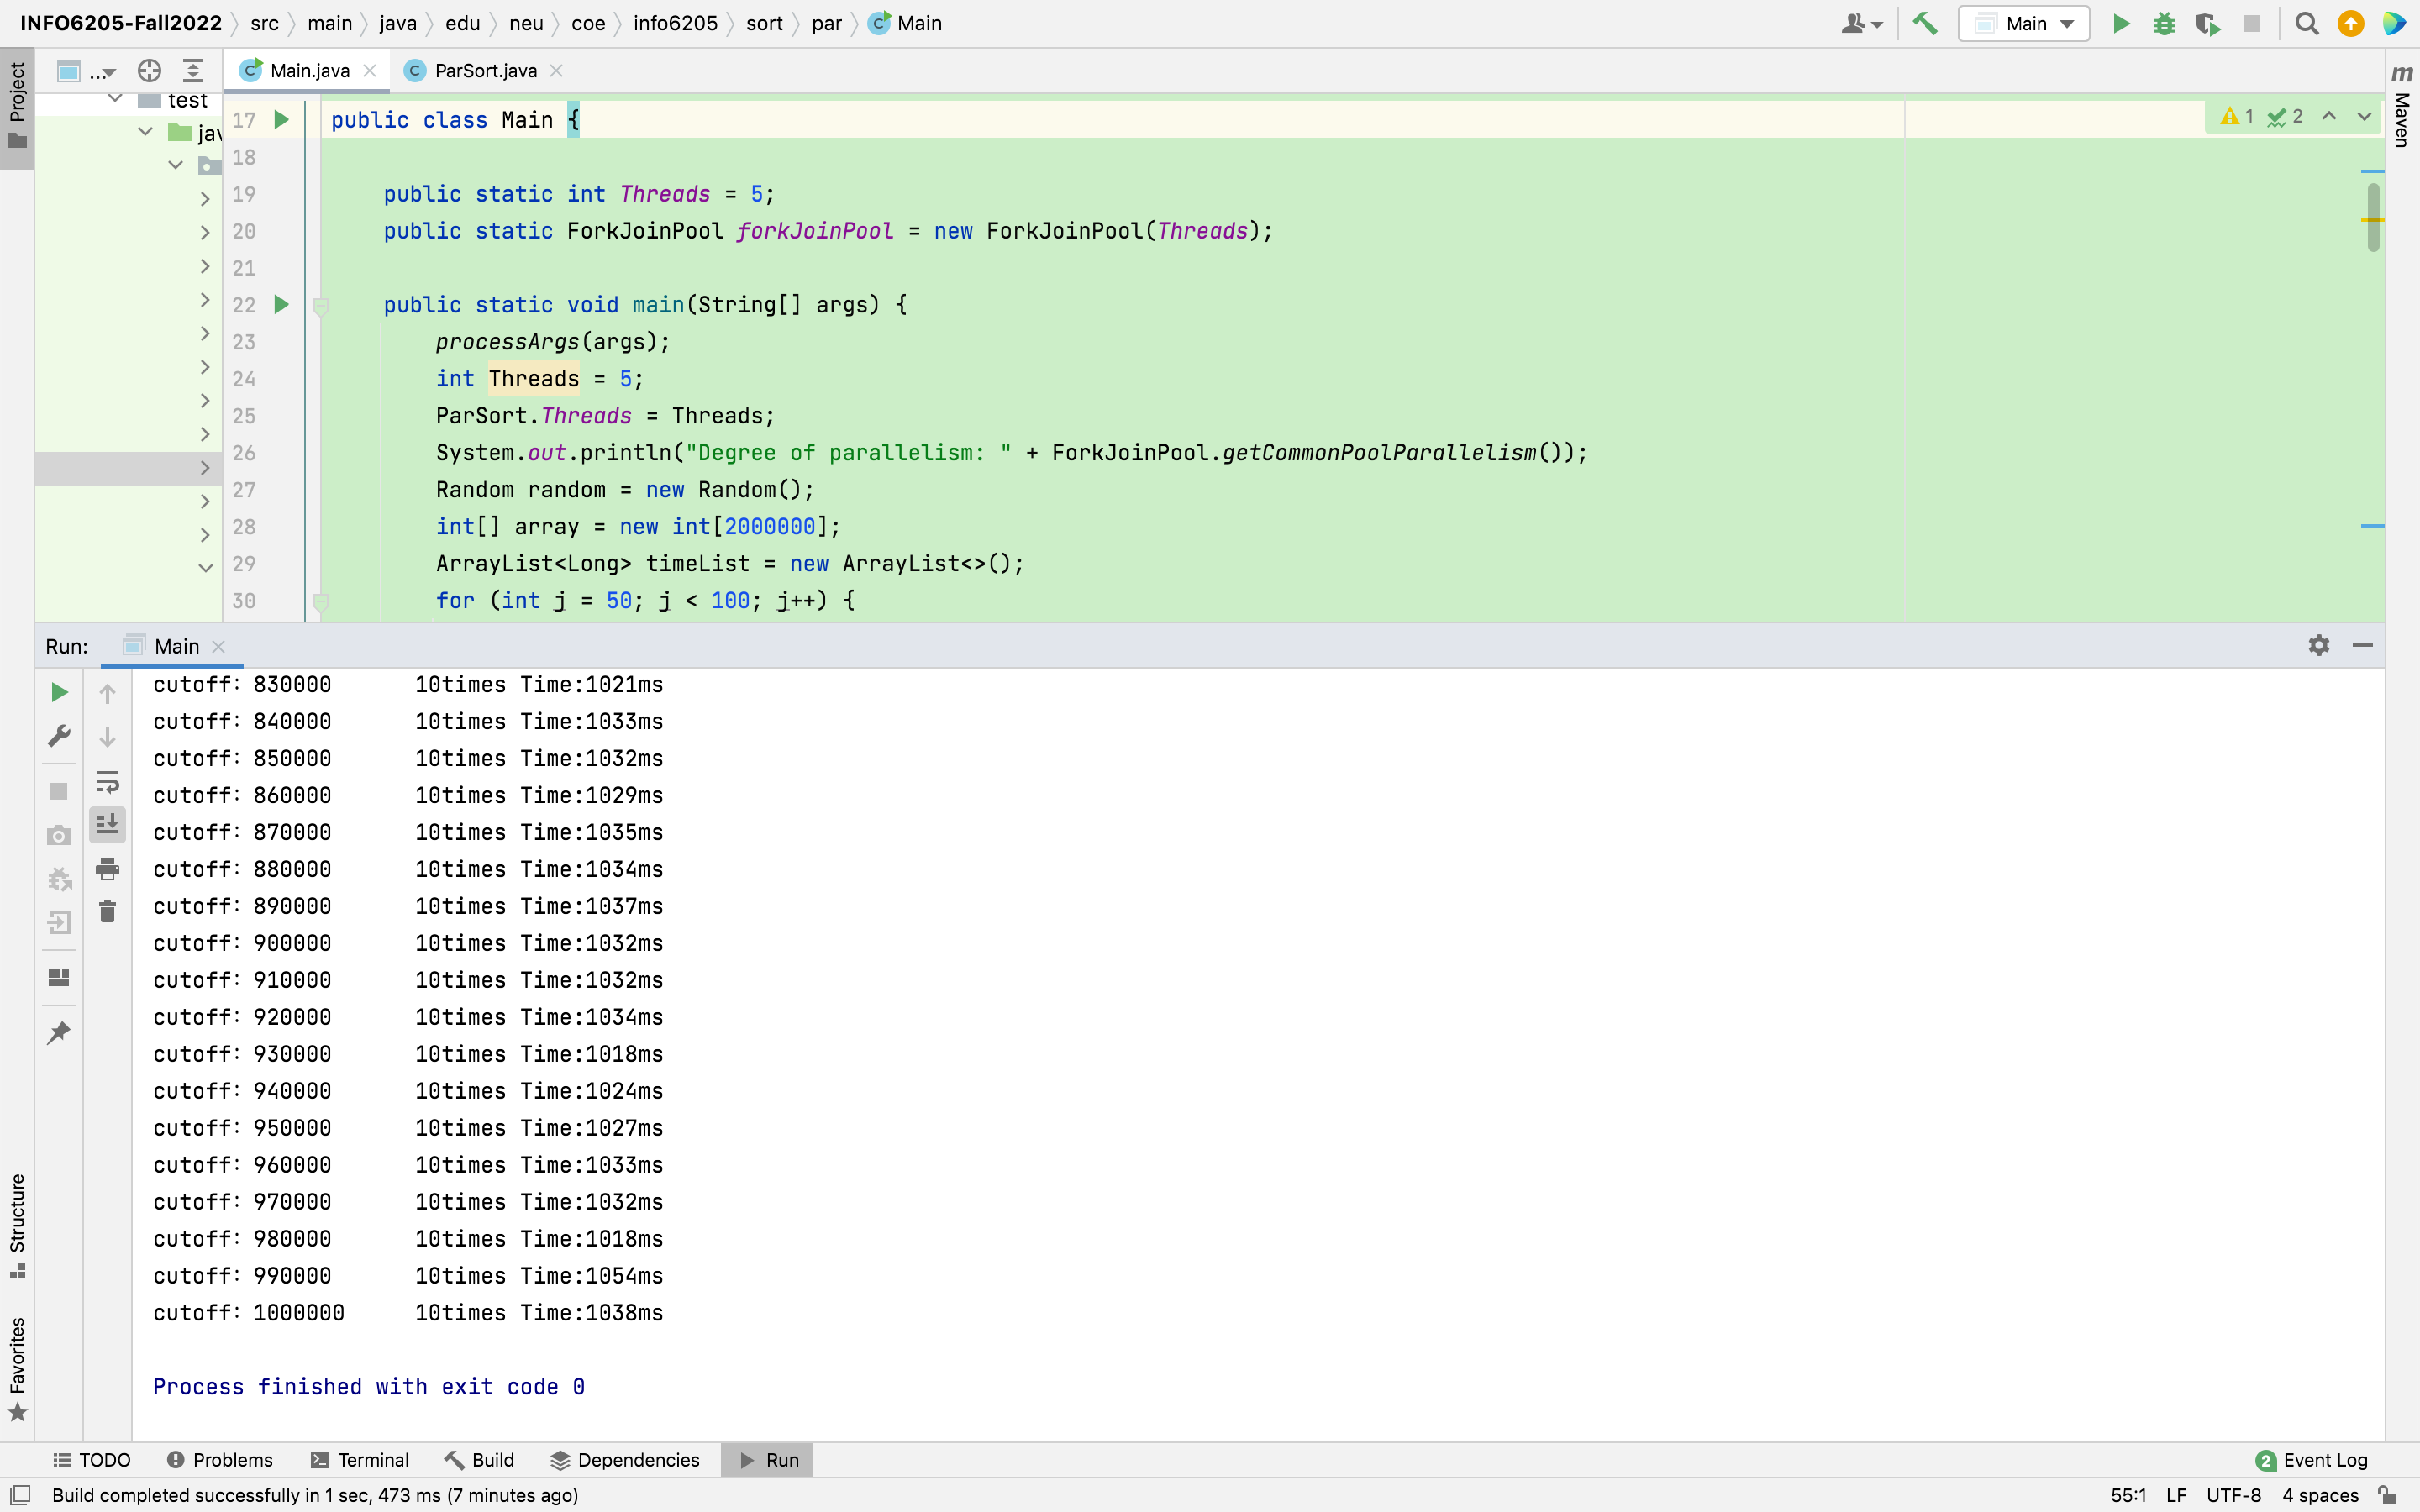 INFO6205-Fall2022 src main java edu neu coe info6205 sort par Main
Main
Project
...
Main.java
ParSort.java
m Maven
test
jav
1 2
17 public class Main {
18
19 public static int Threads = 5;
20 public static ForkJoinPool forkJoinPool = new ForkJoinPool(Threads);
21
22 public static void main(String[] args) {
23 processArgs(args);
24 int Threads = 5;
25 ParSort.Threads = Threads;
26 System.out.println("Degree of parallelism: " + ForkJoinPool.getCommonPoolParallelism());
27 Random random = new Random();
28 int[] array = new int[2000000];
29 ArrayList<Long> timeList = new ArrayList<>();
30 for (int j = 50; j < 100; j++) {
Run: Main
cutoff: 830000 10times Time:1021ms
cutoff: 840000 10times Time:1033ms
cutoff: 850000 10times Time:1032ms
cutoff: 860000 10times Time:1029ms
cutoff: 870000 10times Time:1035ms
cutoff: 880000 10times Time:1034ms
cutoff: 890000 10times Time:1037ms
cutoff: 900000 10times Time:1032ms
cutoff: 910000 10times Time:1032ms
cutoff: 920000 10times Time:1034ms
cutoff: 930000 10times Time:1018ms
cutoff: 940000 10times Time:1024ms
cutoff: 950000 10times Time:1027ms
cutoff: 960000 10times Time:1033ms
cutoff: 970000 10times Time:1032ms
cutoff: 980000 10times Time:1018ms
cutoff: 990000 10times Time:1054ms
cutoff: 1000000 10times Time:1038ms
Process finished with exit code 0
Structure
Favorites
TODO Problems Terminal Build Dependencies Run 2 Event Log
Build completed successfully in 1 sec, 473 ms (7 minutes ago) 55:1 LF UTF-8 4 spaces